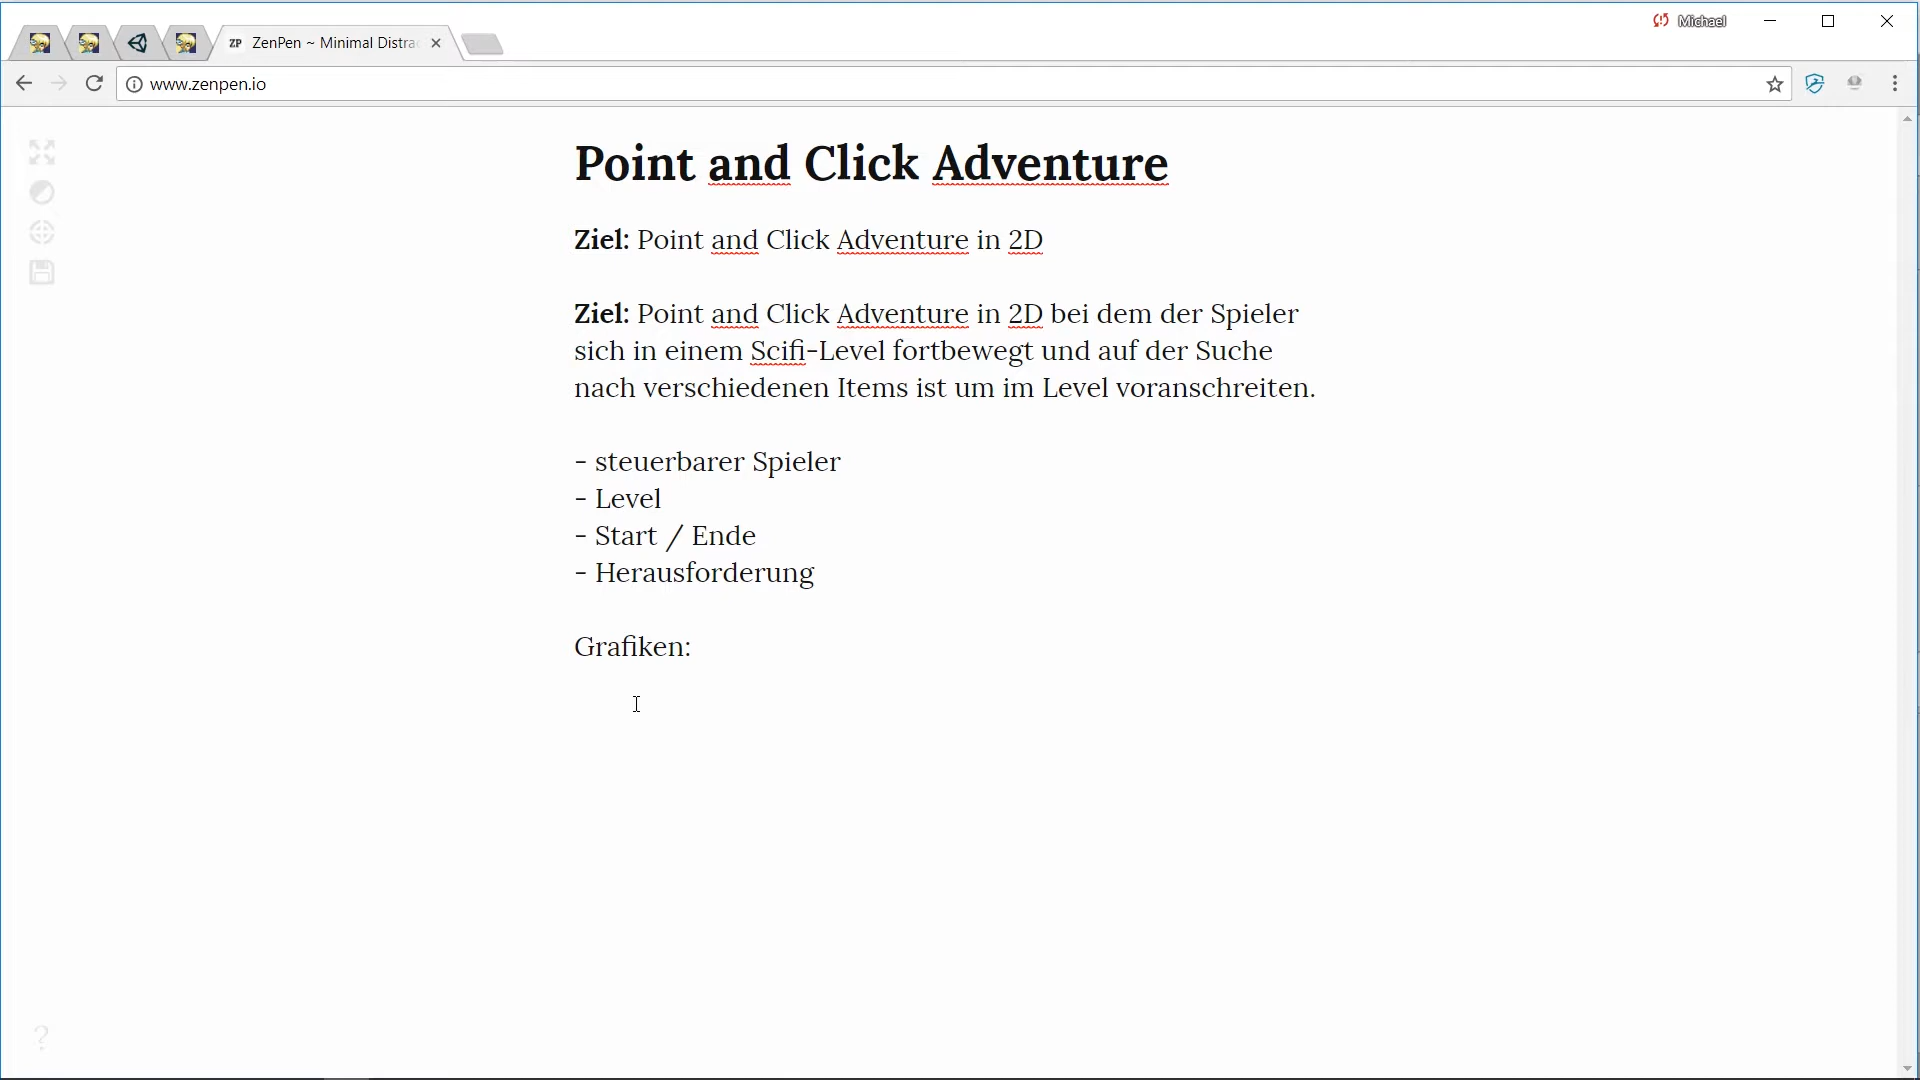 Michael
ZP ZenPen ~ Minimal Distra
www.zenpen.io
Point and Click Adventure
Ziel: Point and Click Adventure in 2D
Ziel: Point and Click Adventure in 2D bei dem der Spieler
sich in einem Scifi-Level fortbewegt und auf der Suche
nach verschiedenen Items ist um im Level voranschreiten.
- steuerbarer Spieler
- Level
- Start / Ende
- Herausforderung
Grafiken:
?